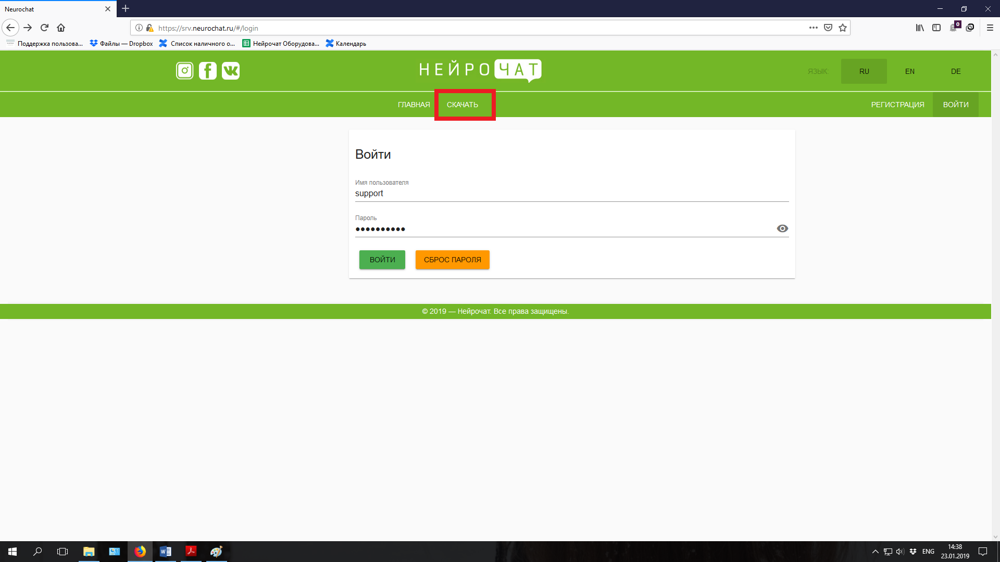 Neurochat
https://srv.neurochat.ru/#/login
0
Поддержка пользова...
Файлы — Dropbox
Список наличного о...
Нейрочат Оборудова...
Календарь
НЕЙРОЧАТ
ЯЗЫК:
RU
EN
DE
ГЛАВНАЯ
СКАЧАТЬ
РЕГИСТРАЦИЯ
ВОЙТИ
Войти
Имя пользователя
support
Пароль
●●●●●●●●●●
ВОЙТИ
СБРОС ПАРОЛЯ
© 2019 — Нейрочат. Все права защищены.
ENG
14:38
23.01.2019